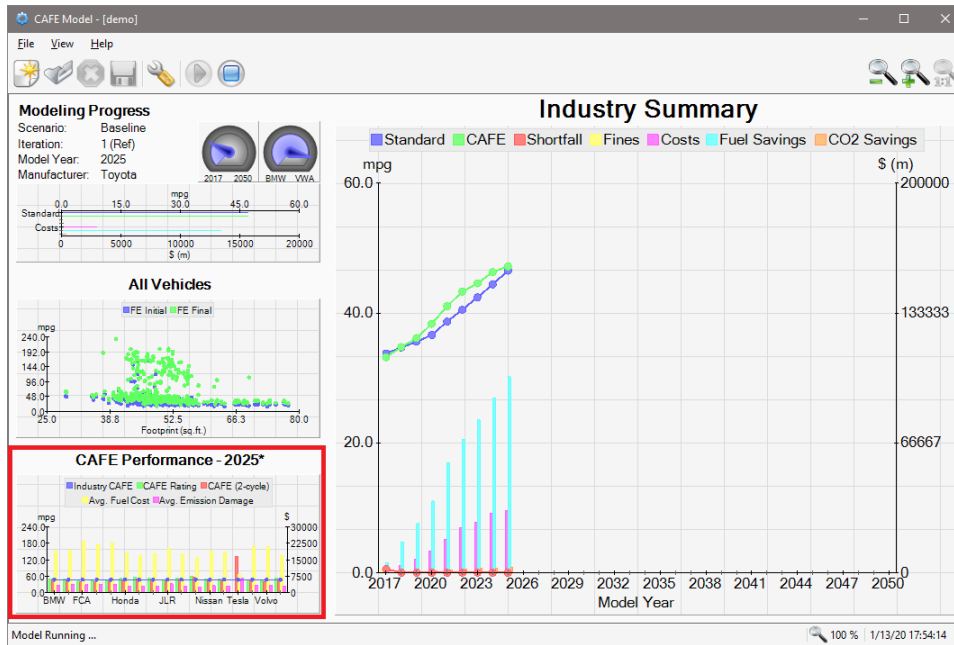 CAFE Model - [demo]
File View Help
Modeling Progress
Scenario: Baseline
Iteration: 1 (Ref)
Model Year: 2025
Manufacturer: Toyota
2017 2050 BMW VWA
mpg
0.0 15.0 30.0 45.0 60.0
Standard
Costs
0 5000 10000 15000 20000
$ (m)
All Vehicles
FE Initial FE Final
mpg
240.0
192.0
144.0
96.0
48.0
0.0
25.0 38.8 52.5 66.3 80.0
Footprint (sq.ft.)
CAFE Performance - 2025*
Industry CAFE CAFE Rating CAFE (2-cycle)
Avg. Fuel Cost Avg. Emission Damage
mpg $
240.0 30000
180.0 22500
120.0 15000
60.0 7500
0.0 0
BMW FCA Honda JLR Nissan Tesla Volvo
Industry Summary
Standard CAFE Shortfall Fines Costs Fuel Savings CO2 Savings
mpg $ (m)
60.0 200000
40.0 133333
20.0 66667
0.0 0
2017 2020 2023 2026 2029 2032 2035 2038 2041 2044 2047 2050
Model Year
Model Running ...
100 % 1/13/20 17:54:14